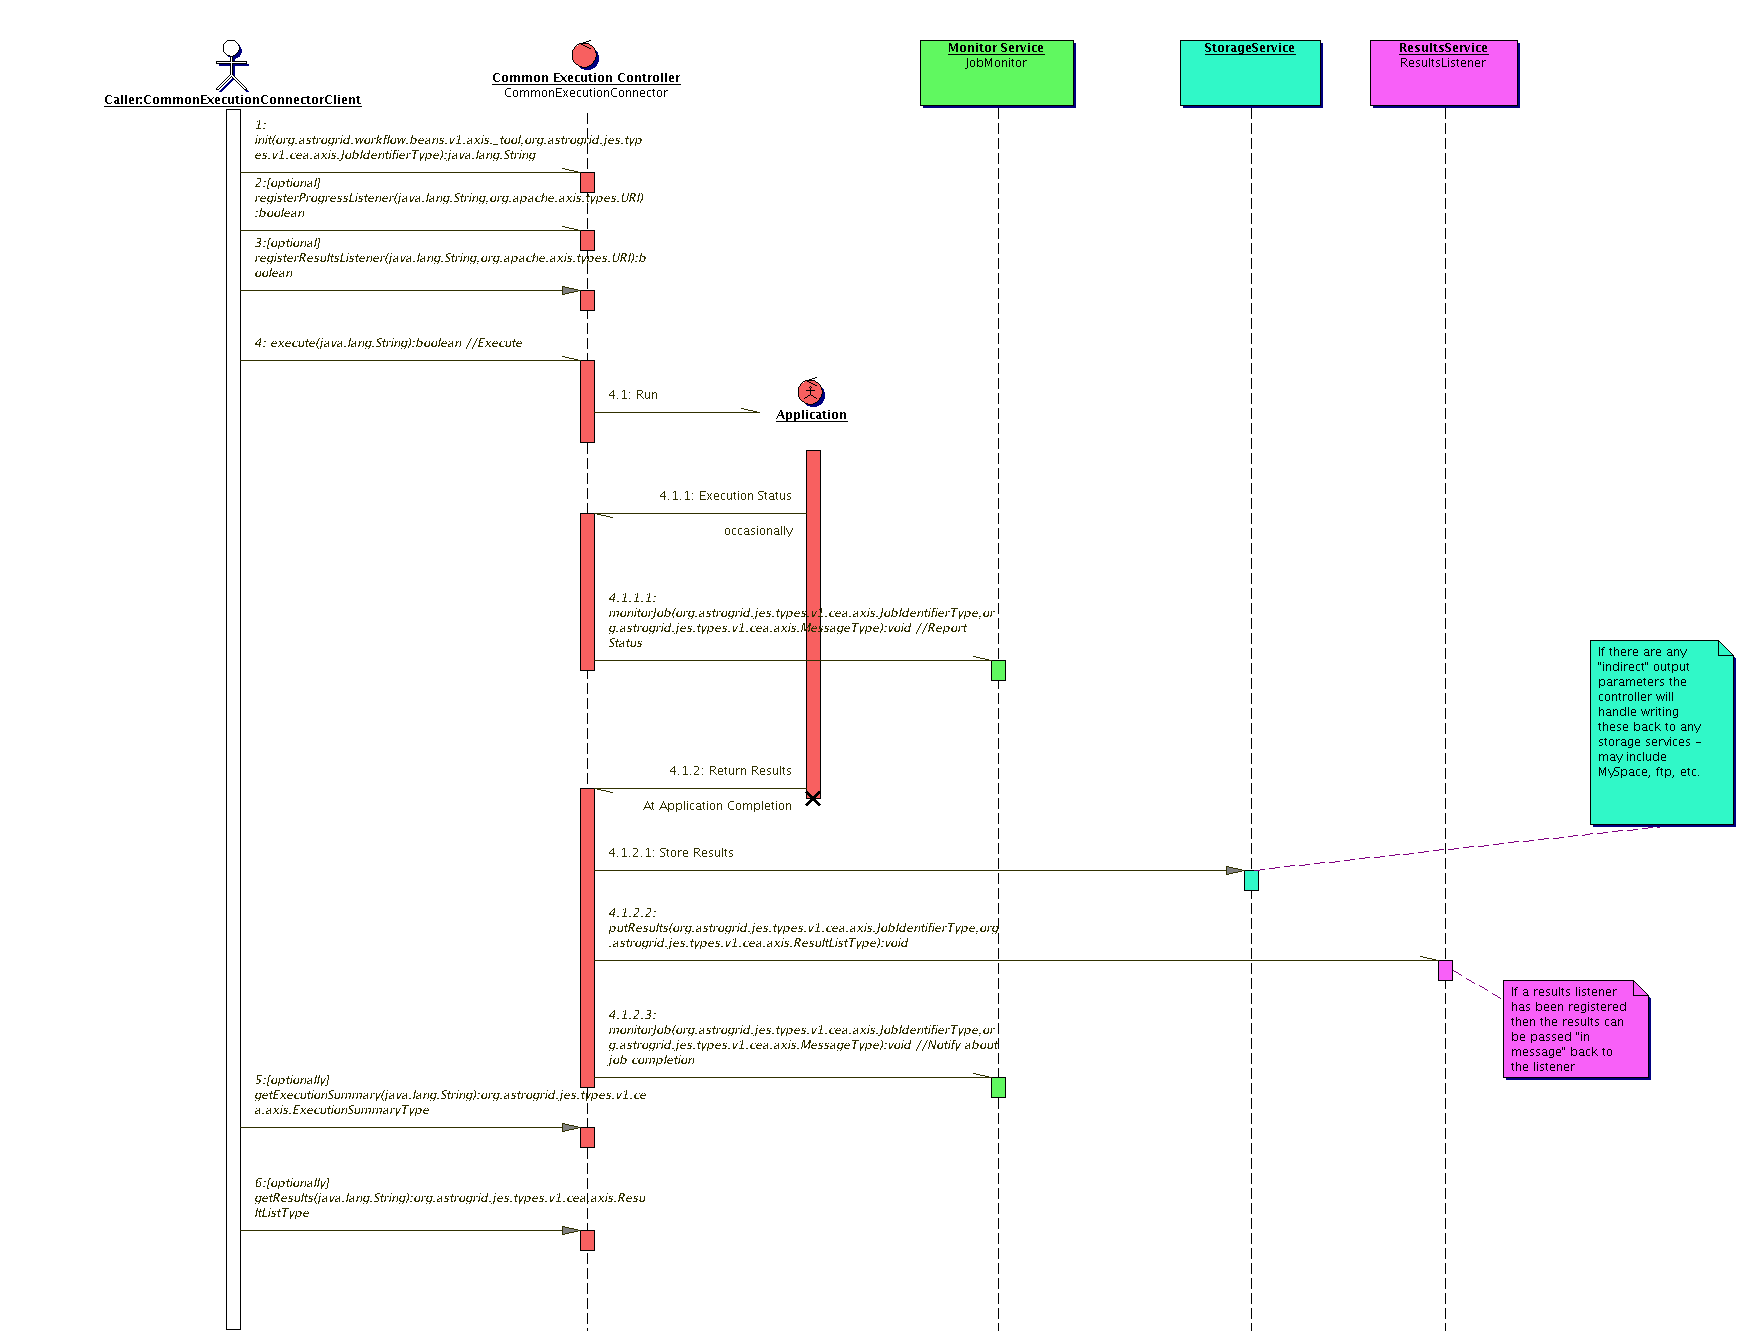 Caller:CommonExecutionConnectorClient
Common Execution Controller
CommonExecutionConnector
Monitor Service
JobMonitor
StorageService
ResultsService
ResultsListener
1:
init(org.astrogrid.workflow.beans.v1.axis._tool,org.astrogrid.jes.typ
es.v1.cea.axis.JobIdentifierType):java.lang.String
2:[optional]
registerProgressListener(java.lang.String,org.apache.axis.types.URI)
:boolean
3:[optional]
registerResultsListener(java.lang.String,org.apache.axis.types.URI):b
oolean
4: execute(java.lang.String):boolean //Execute
4.1: Run
Application
4.1.1: Execution Status
occasionally
4.1.1.1:
monitorJob(org.astrogrid.jes.types.v1.cea.axis.JobIdentifierType,or
g.astrogrid.jes.types.v1.cea.axis.MessageType):void //Report
Status
If there are any
"indirect" output
parameters the
controller will
handle writing
these back to any
storage services -
may include
MySpace, ftp, etc.
4.1.2: Return Results
At Application Completion
4.1.2.1: Store Results
4.1.2.2:
putResults(org.astrogrid.jes.types.v1.cea.axis.JobIdentifierType,org
.astrogrid.jes.types.v1.cea.axis.ResultListType):void
If a results listener
has been registered
then the results can
be passed "in
message" back to
the listener
4.1.2.3:
monitorJob(org.astrogrid.jes.types.v1.cea.axis.JobIdentifierType,or
g.astrogrid.jes.types.v1.cea.axis.MessageType):void //Notify about
job completion
5:[optionally]
getExecutionSummary(java.lang.String):org.astrogrid.jes.types.v1.ce
a.axis.ExecutionSummaryType
6:[optionally]
getResults(java.lang.String):org.astrogrid.jes.types.v1.cea.axis.Resu
ltListType